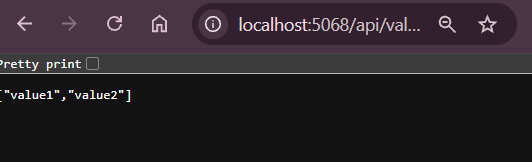 localhost:5068/api/val...
Pretty print
["value1","value2"]